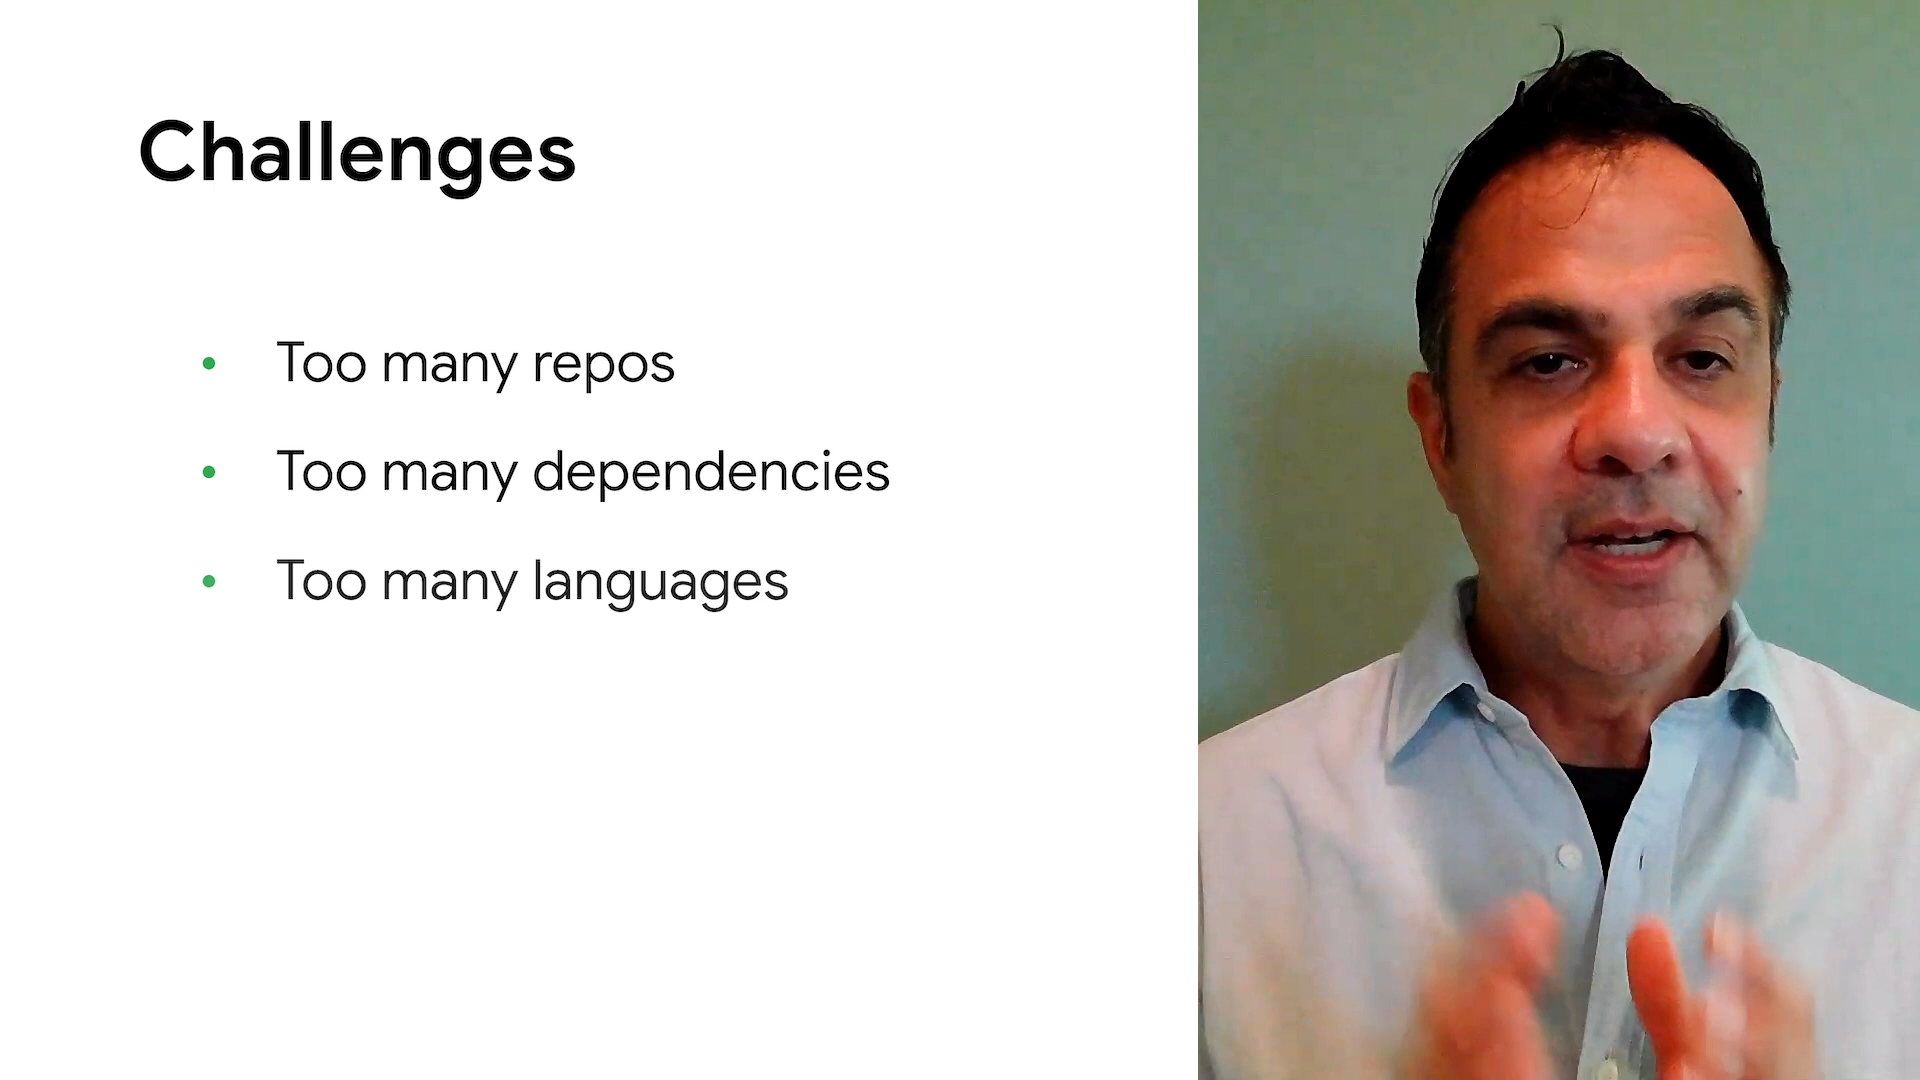 Challenges
• Too many repos
• Too many dependencies
• Too many languages